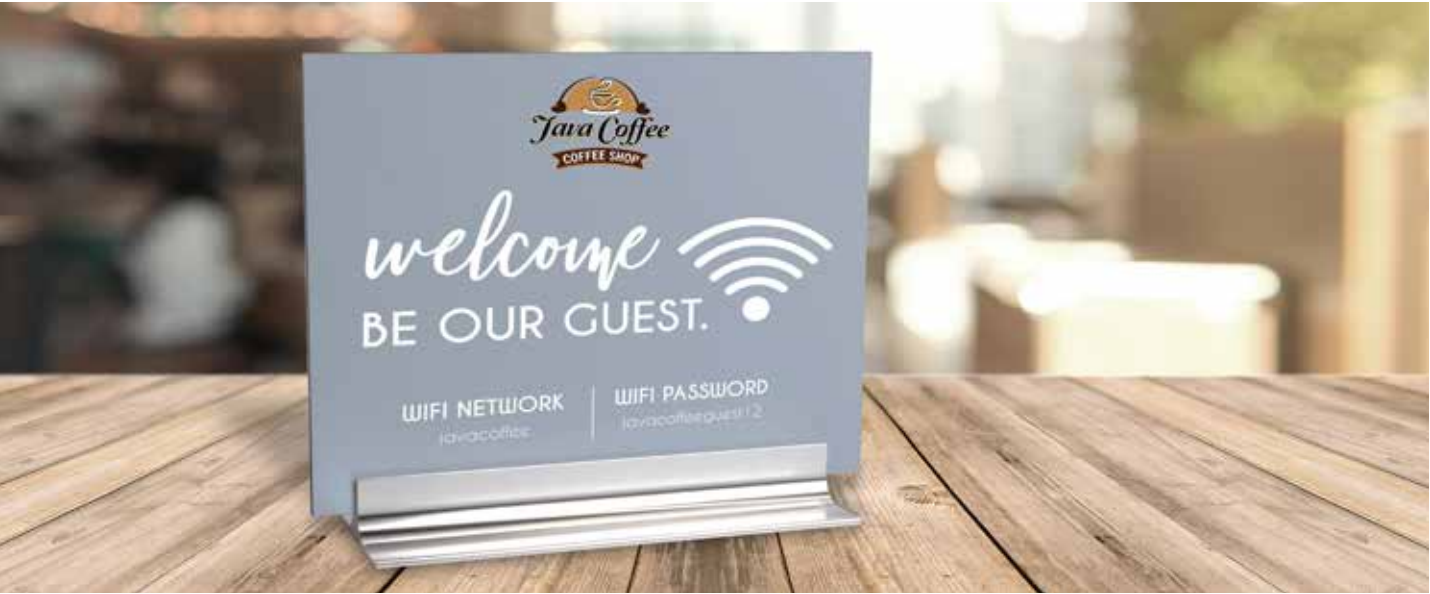 Java Coffee
COFFEE SHOP
welcome
BE OUR GUEST.
WIFI NETWORK
javacoffee
WIFI PASSWORD
javacoffeeguest12